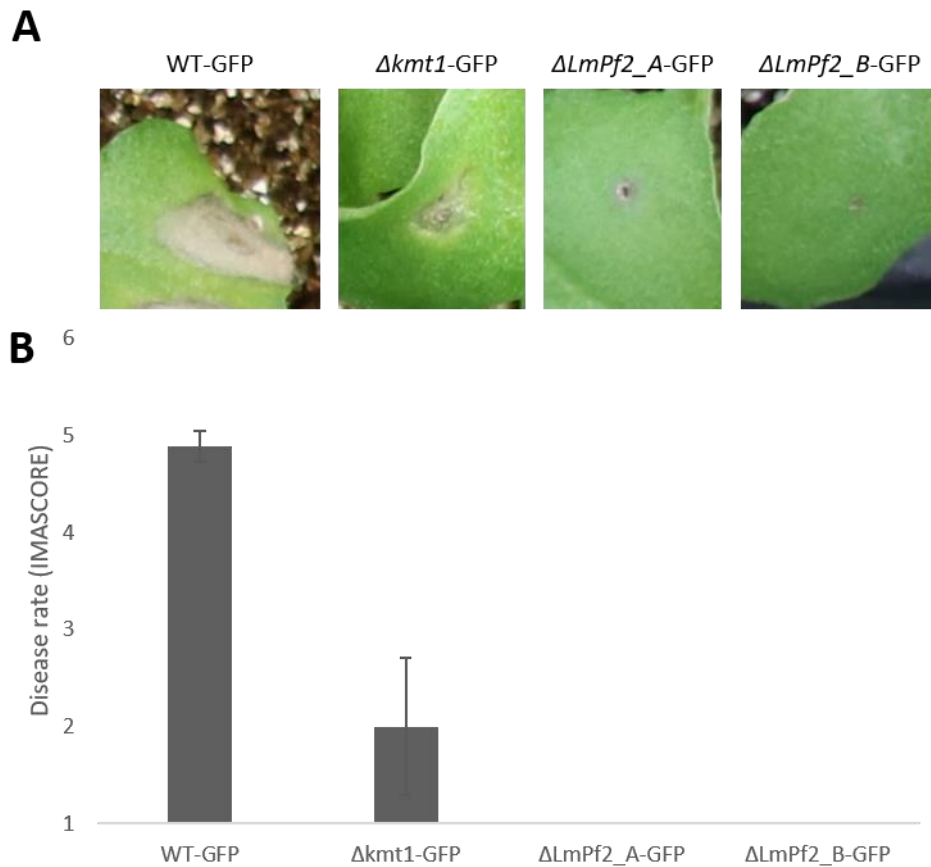 A
WT-GFP Δkmt1-GFP ΔLmPf2_A-GFP ΔLmPf2_B-GFP
B
Disease rate (IMASCORE)
6
5
4
3
2
1
WT-GFP Δkmt1-GFP ΔLmPf2_A-GFP ΔLmPf2_B-GFP